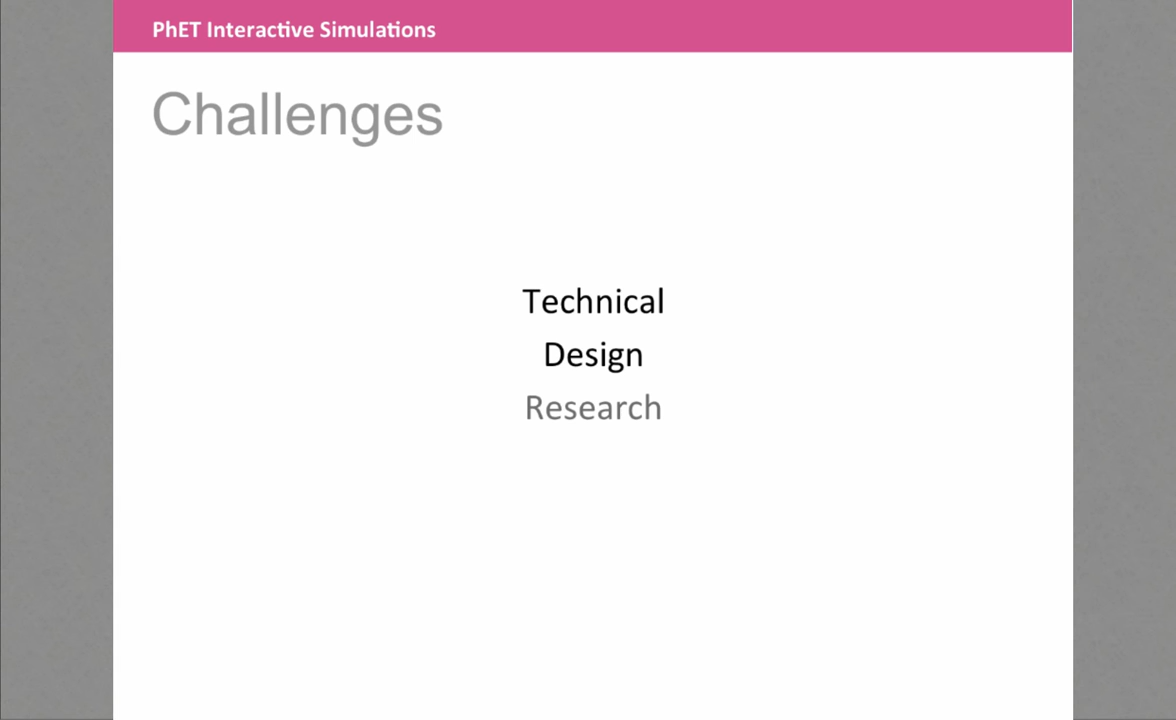 PhET Interactive Simulations
Challenges
Technical
Design
Research